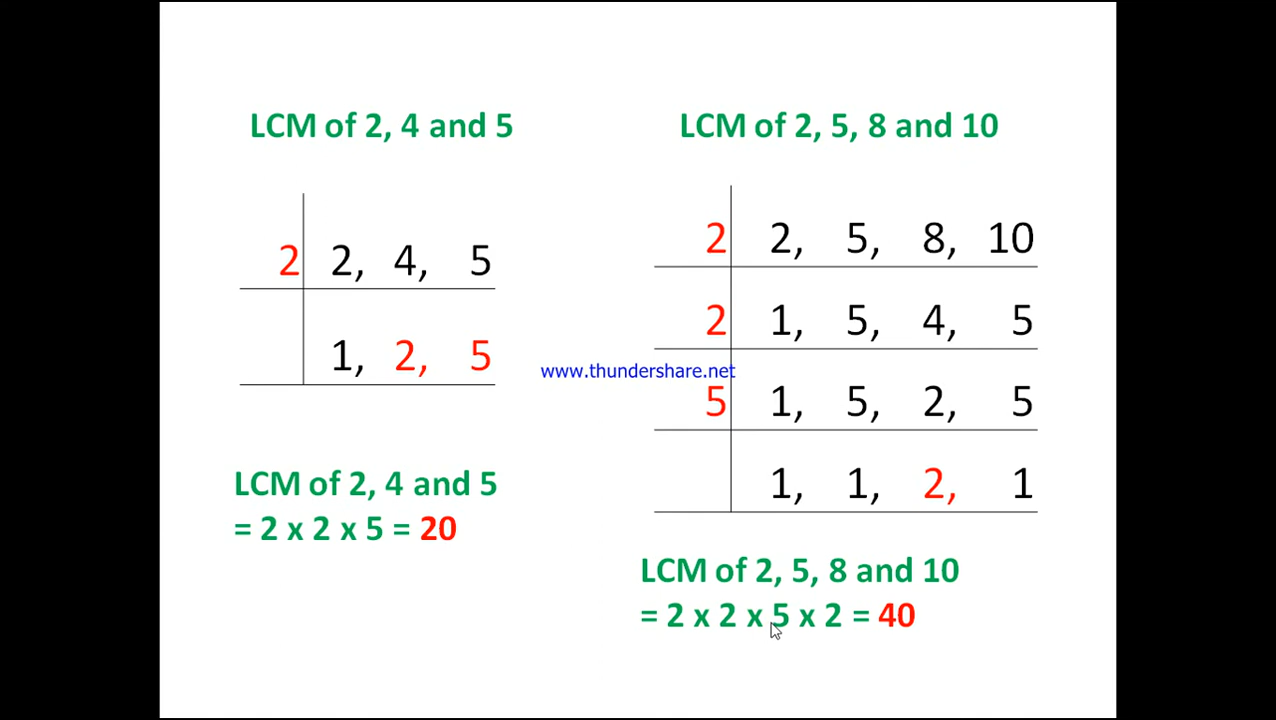 LCM of 2, 4 and 5
2 2, 4, 5
1, 2, 5
LCM of 2, 4 and 5
= 2 x 2 x 5 = 20
LCM of 2, 5, 8 and 10
2 2, 5, 8, 10
2 1, 5, 4, 5
www.thundershare.net
5 1, 5, 2, 5
1, 1, 2, 1
LCM of 2, 5, 8 and 10
= 2 x 2 x 5 x 2 = 40